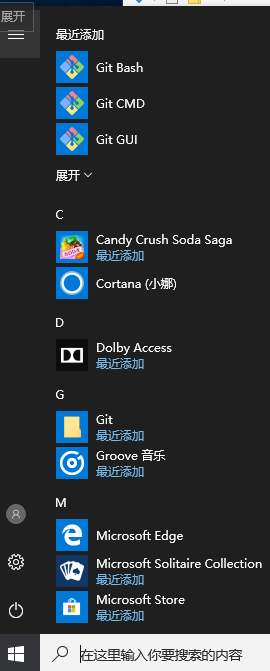 展开
最近添加
Git Bash
Git CMD
Git GUI
展开
C
Candy Crush Soda Saga
最近添加
Cortana (小娜)
D
Dolby Access
最近添加
G
Git
最近添加
Groove 音乐
最近添加
M
Microsoft Edge
Microsoft Solitaire Collection
最近添加
Microsoft Store
最近添加
在这里输入你要搜索的内容